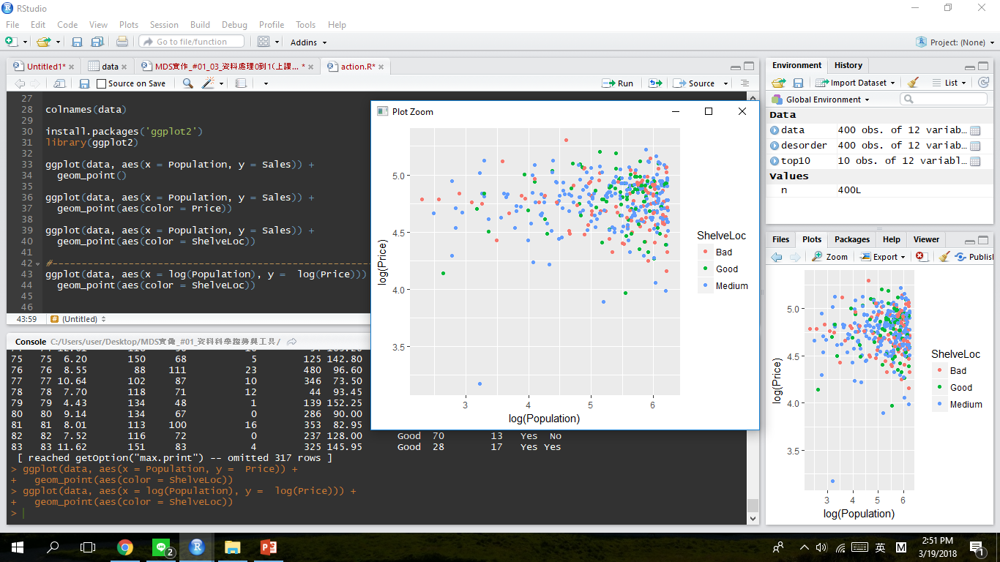 RStudio
File Edit Code View Plots Session Build Debug Profile Tools Help
Go to file/function Addins Project: (None)
Untitled1* data MDS實作_#01_03_資料處理0到1(上課... * action.R*
Source on Save Run Source
27
28 colnames(data)
29
30 install.packages('ggplot2')
31 library(ggplot2)
32
33 ggplot(data, aes(x = Population, y = Sales)) +
34 geom_point()
35
36 ggplot(data, aes(x = Population, y = Sales)) +
37 geom_point(aes(color = Price))
38
39 ggplot(data, aes(x = Population, y = Sales)) +
40 geom_point(aes(color = ShelveLoc))
41
42 #----------------------------------------------------------
43 ggplot(data, aes(x = log(Population), y =  log(Price)))
44 geom_point(aes(color = ShelveLoc))
45
46
43:59 # (Untitled)
Console C:/Users/user/Desktop/
75 75 6.20 150 68 5 125 142.80
76 76 8.55 88 111 23 480 96.60
77 77 10.64 102 87 10 346 73.50
78 78 7.70 118 71 12 44 93.45
79 79 4.43 134 48 1 139 152.25
80 80 9.14 134 67 0 286 90.00
81 81 8.01 113 100 16 353 82.95
82 82 7.52 116 72 0 237 128.00 Good 70 13 Yes No
83 83 11.62 151 83 4 325 145.95 Good 28 17 Yes Yes
[ reached getOption("max.print") -- omitted 317 rows ]
> ggplot(data, aes(x = Population, y =  Price)) +
+ geom_point(aes(color = ShelveLoc))
> ggplot(data, aes(x = log(Population), y =  log(Price))) +
+ geom_point(aes(color = ShelveLoc))
>
Plot Zoom
log(Price)
5.0
4.5
4.0
3.5
3 4 5 6
log(Population)
ShelveLoc
Bad
Good
Medium
Environment History
Import Dataset List
Global Environment
Data
data 400 obs. of 12 variab…
desorder 400 obs. of 12 variab…
top10 10 obs. of 12 variabl…
Values
n 400L
Files Plots Packages Help Viewer
Zoom Export Publis
log(Price)
5.0
4.5
4.0
3.5
3 4 5 6
log(Population)
ShelveLoc
Bad
Good
Medium
2
R
英 M
2:51 PM
3/19/2018
1